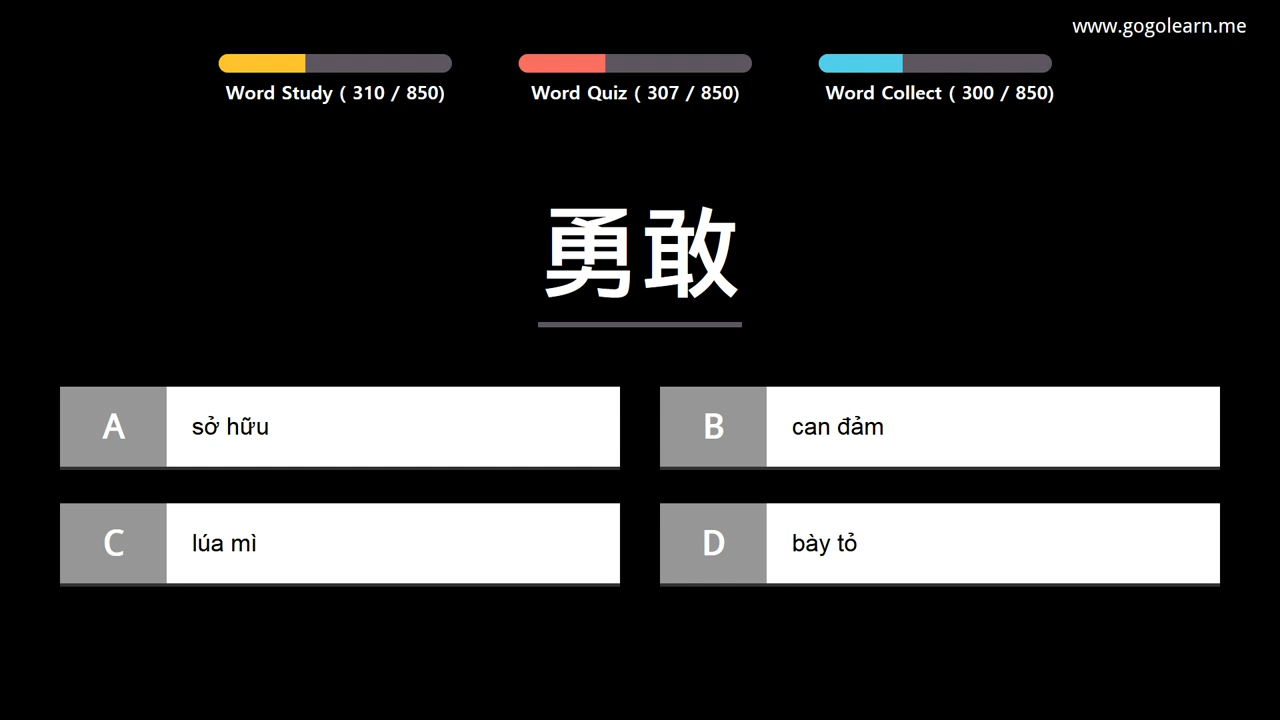 www.gogolearn.me
Word Study ( 310 / 850)
Word Quiz ( 307 / 850)
Word Collect ( 300 / 850)
勇敢
A sở hữu
B can đảm
C lúa mì
D bày tỏ